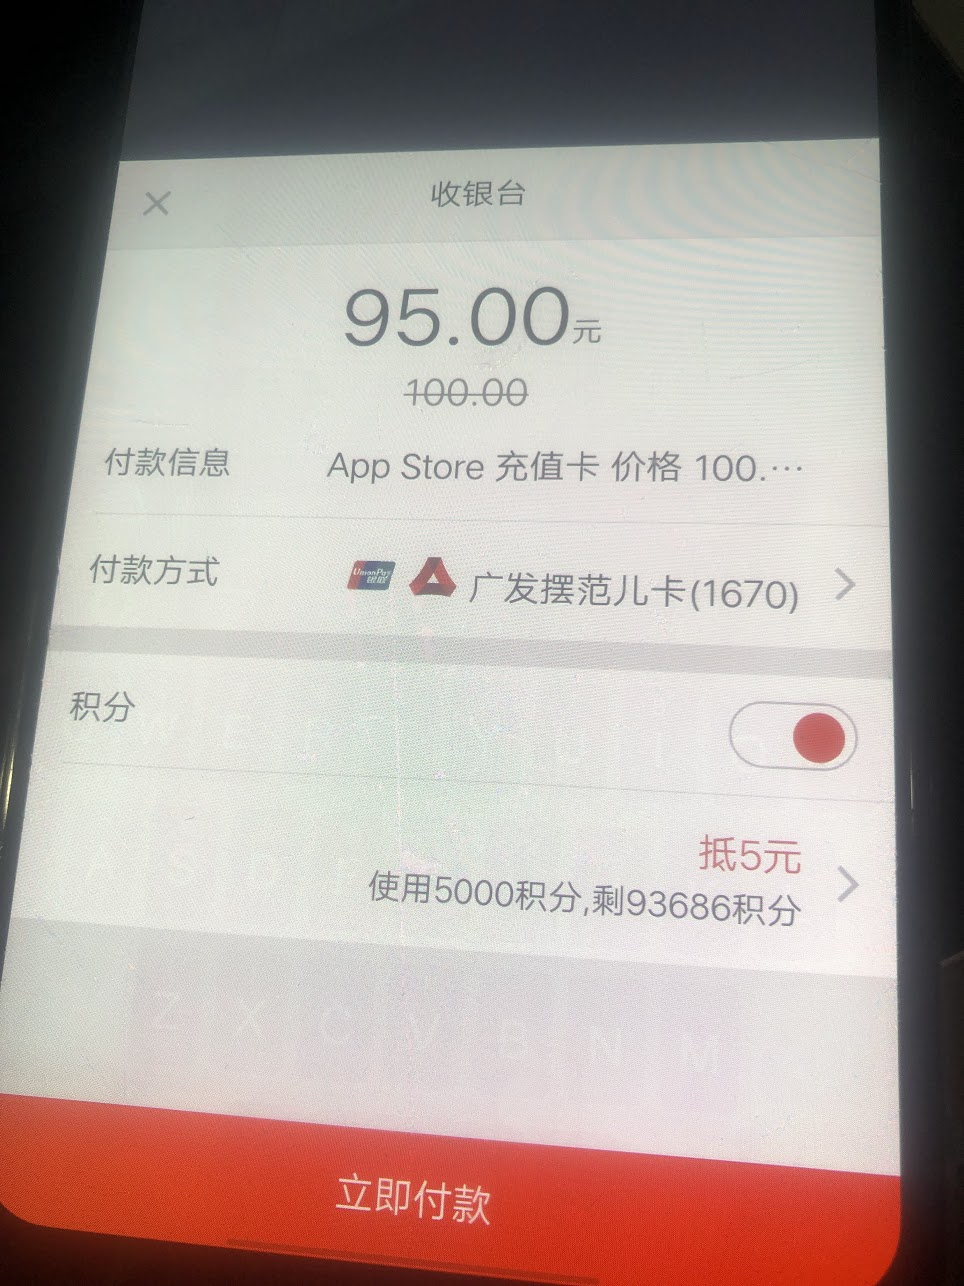 收银台
95.00元
100.00
付款信息 App Store 充值卡 价格 100.…
付款方式 UnionPay 银联 广发摆范儿卡(1670)
积分
抵5元
使用5000积分,剩93686积分
Z X C V B N M
立即付款